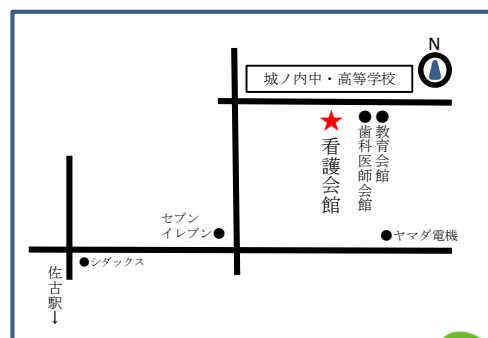 N
城ノ内中・高等学校
看護会館
歯科医師会館
教育会館
セブン
イレブン
ヤマダ電機
シダックス
佐古駅→